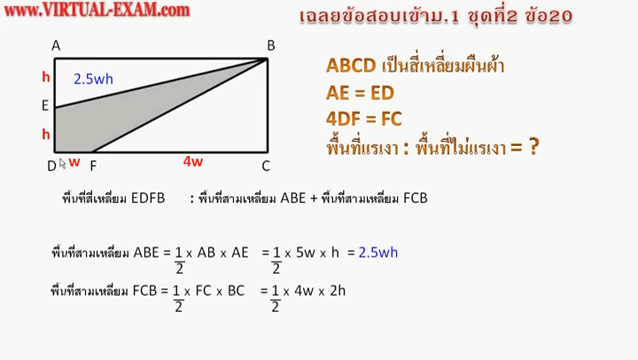 www.VIRTUAL-EXAM.com
เฉลยข้อสอบเข้าม.1 ชุดที่2 ข้อ20
A B
h 2.5wh
E
h
D w F 4w C
ABCD เป็นสี่เหลี่ยมผืนผ้า
AE = ED
4DF = FC
พื้นที่แรเงา : พื้นที่ไม่แรเงา = ?
พื้นที่สี่เหลี่ยม EDFB : พื้นที่สามเหลี่ยม ABE + พื้นที่สามเหลี่ยม FCB
พื้นที่สามเหลี่ยม ABE = 1/2 x AB x AE = 1/2 x 5w x h = 2.5wh
พื้นที่สามเหลี่ยม FCB = 1/2 x FC x BC = 1/2 x 4w x 2h